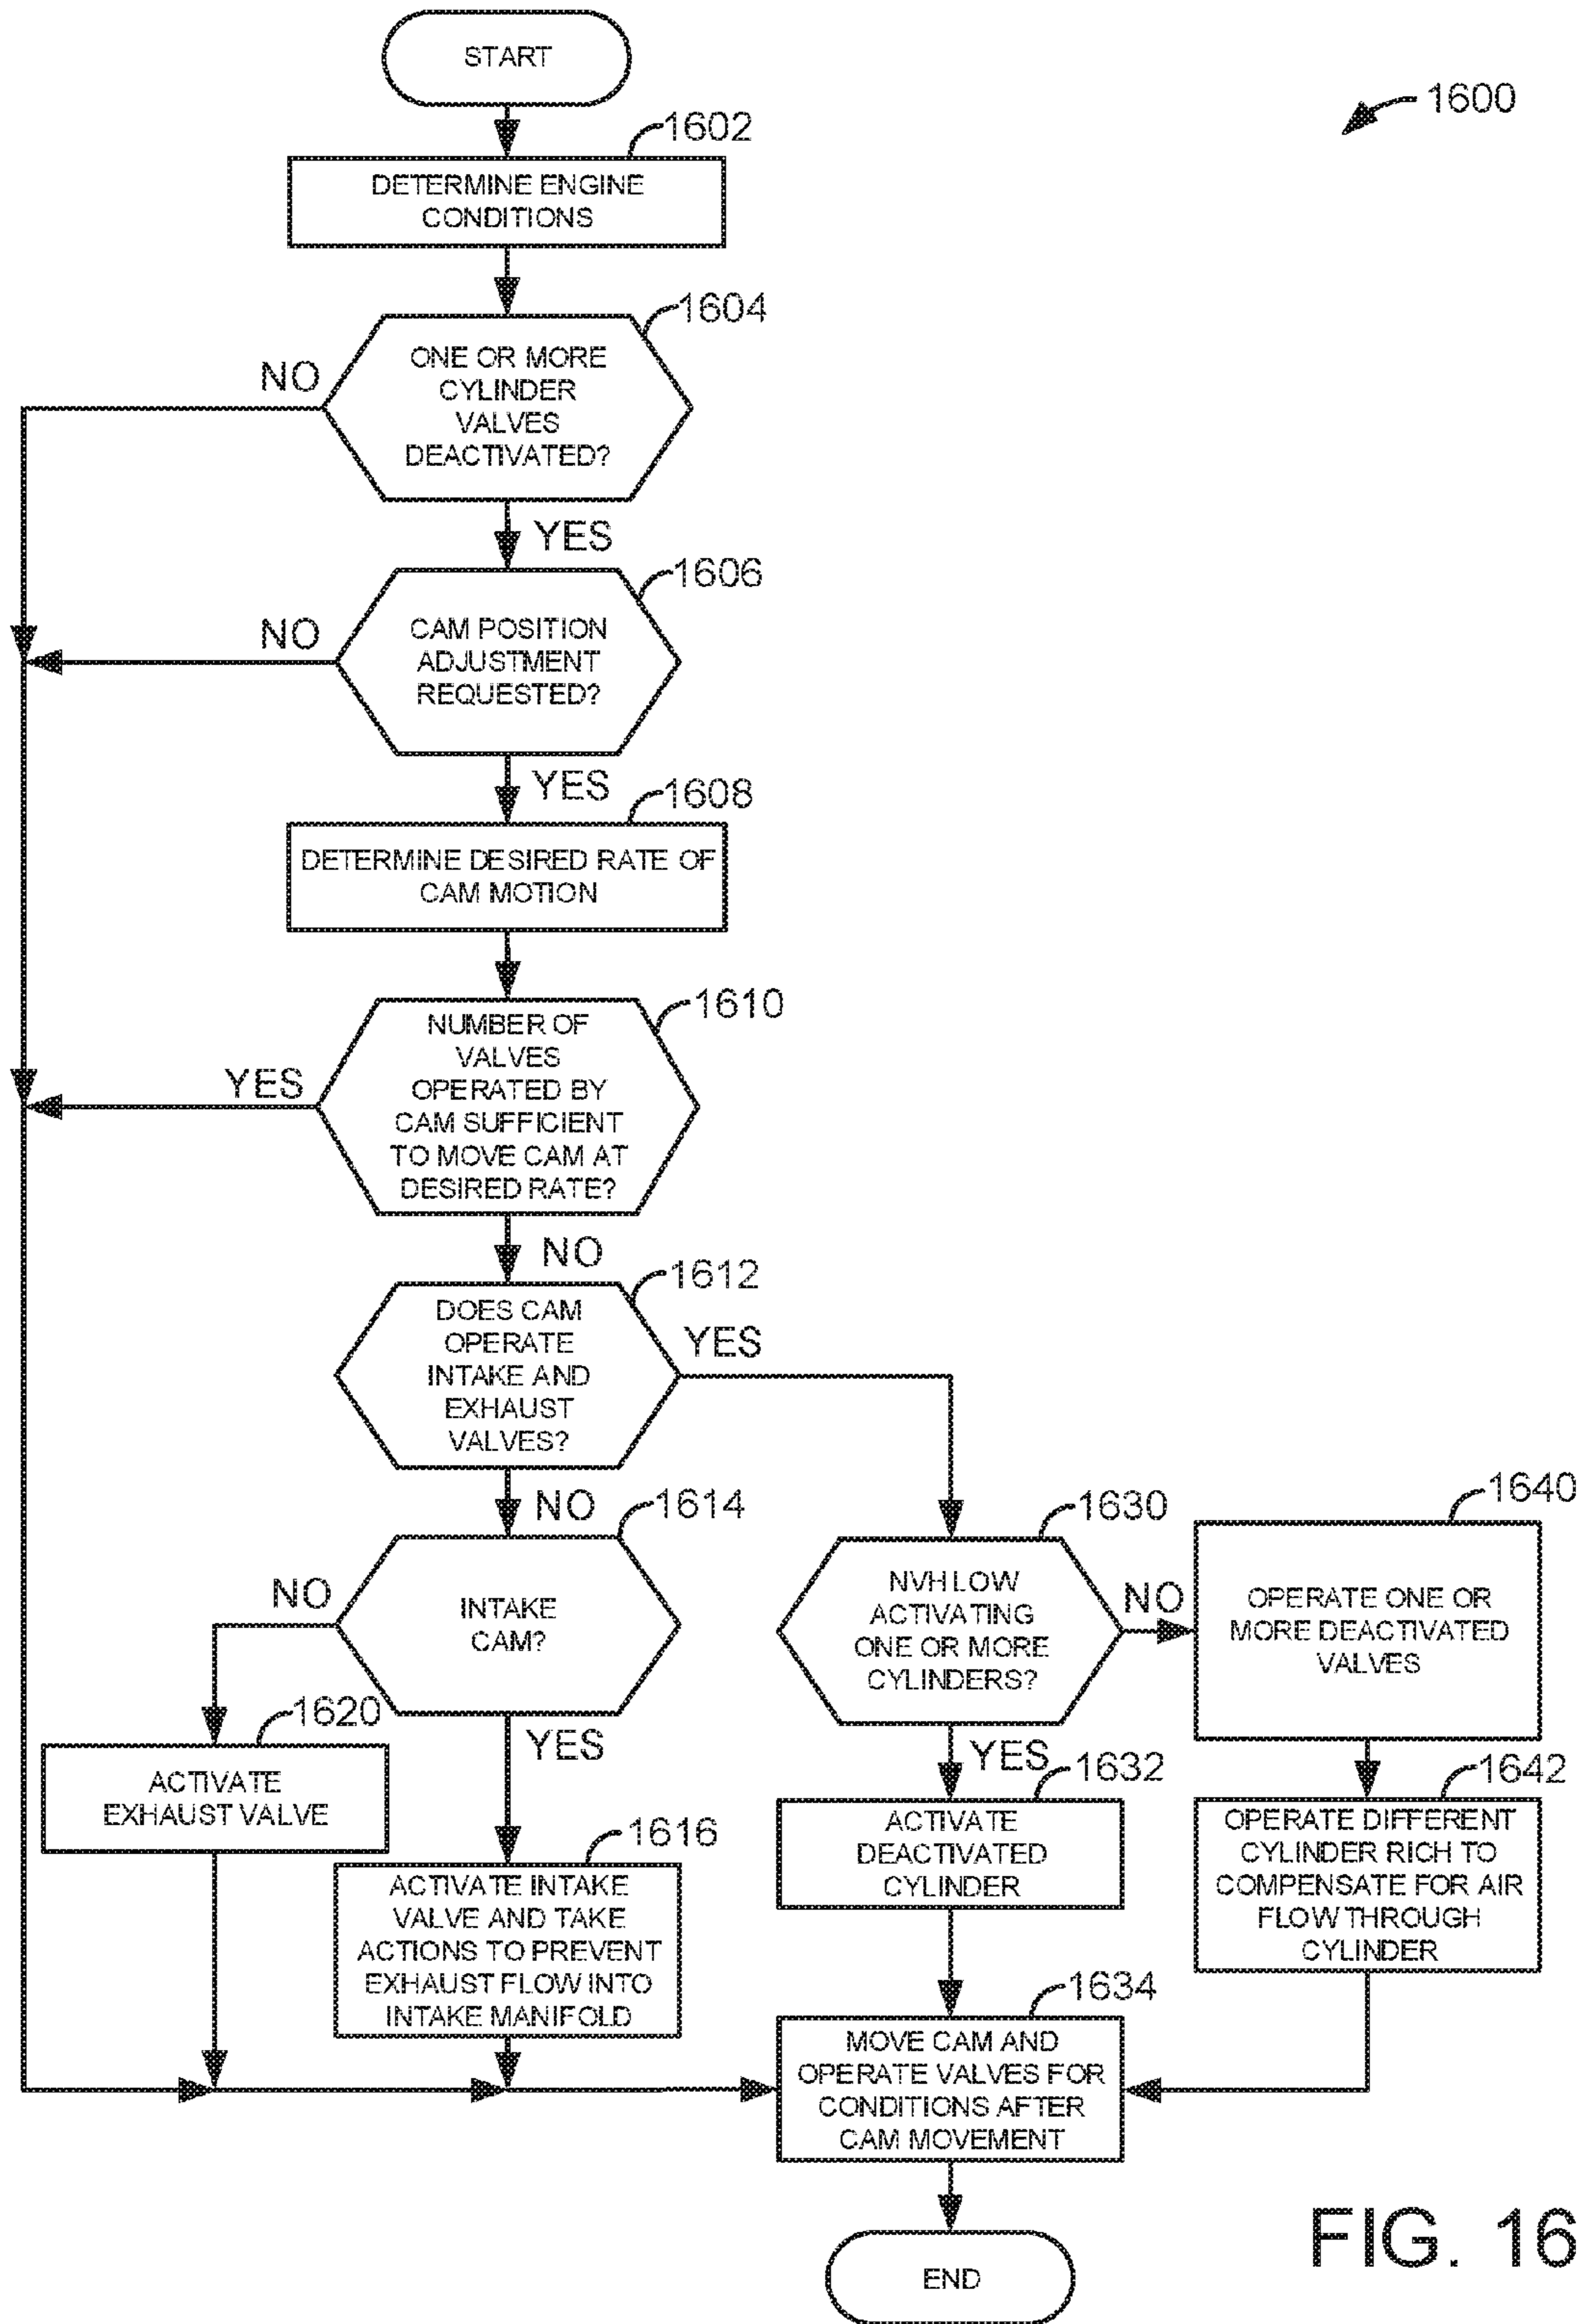 START
1600
1602
DETERMINE ENGINE
CONDITIONS
1604
ONE OR MORE
CYLINDER
VALVES
DEACTIVATED?
NO
YES
1606
CAM POSITION
ADJUSTMENT
REQUESTED?
NO
YES
1608
DETERMINE DESIRED RATE OF
CAM MOTION
1610
NUMBER OF
VALVES
OPERATED BY
CAM SUFFICIENT
TO MOVE CAM AT
DESIRED RATE?
YES
NO
1612
DOES CAM
OPERATE
INTAKE AND
EXHAUST
VALVES?
YES
NO
1614
INTAKE
CAM?
NO
YES
1620
ACTIVATE
EXHAUST VALVE
1616
ACTIVATE INTAKE
VALVE AND TAKE
ACTIONS TO PREVENT
EXHAUST FLOW INTO
INTAKE MANIFOLD
1630
NVH LOW
ACTIVATING
ONE OR MORE
CYLINDERS?
NO
YES
1640
OPERATE ONE OR
MORE DEACTIVATED
VALVES
1632
ACTIVATE
DEACTIVATED
CYLINDER
1642
OPERATE DIFFERENT
CYLINDER RICH TO
COMPENSATE FOR AIR
FLOW THROUGH
CYLINDER
1634
MOVE CAM AND
OPERATE VALVES FOR
CONDITIONS AFTER
CAM MOVEMENT
END
FIG. 16